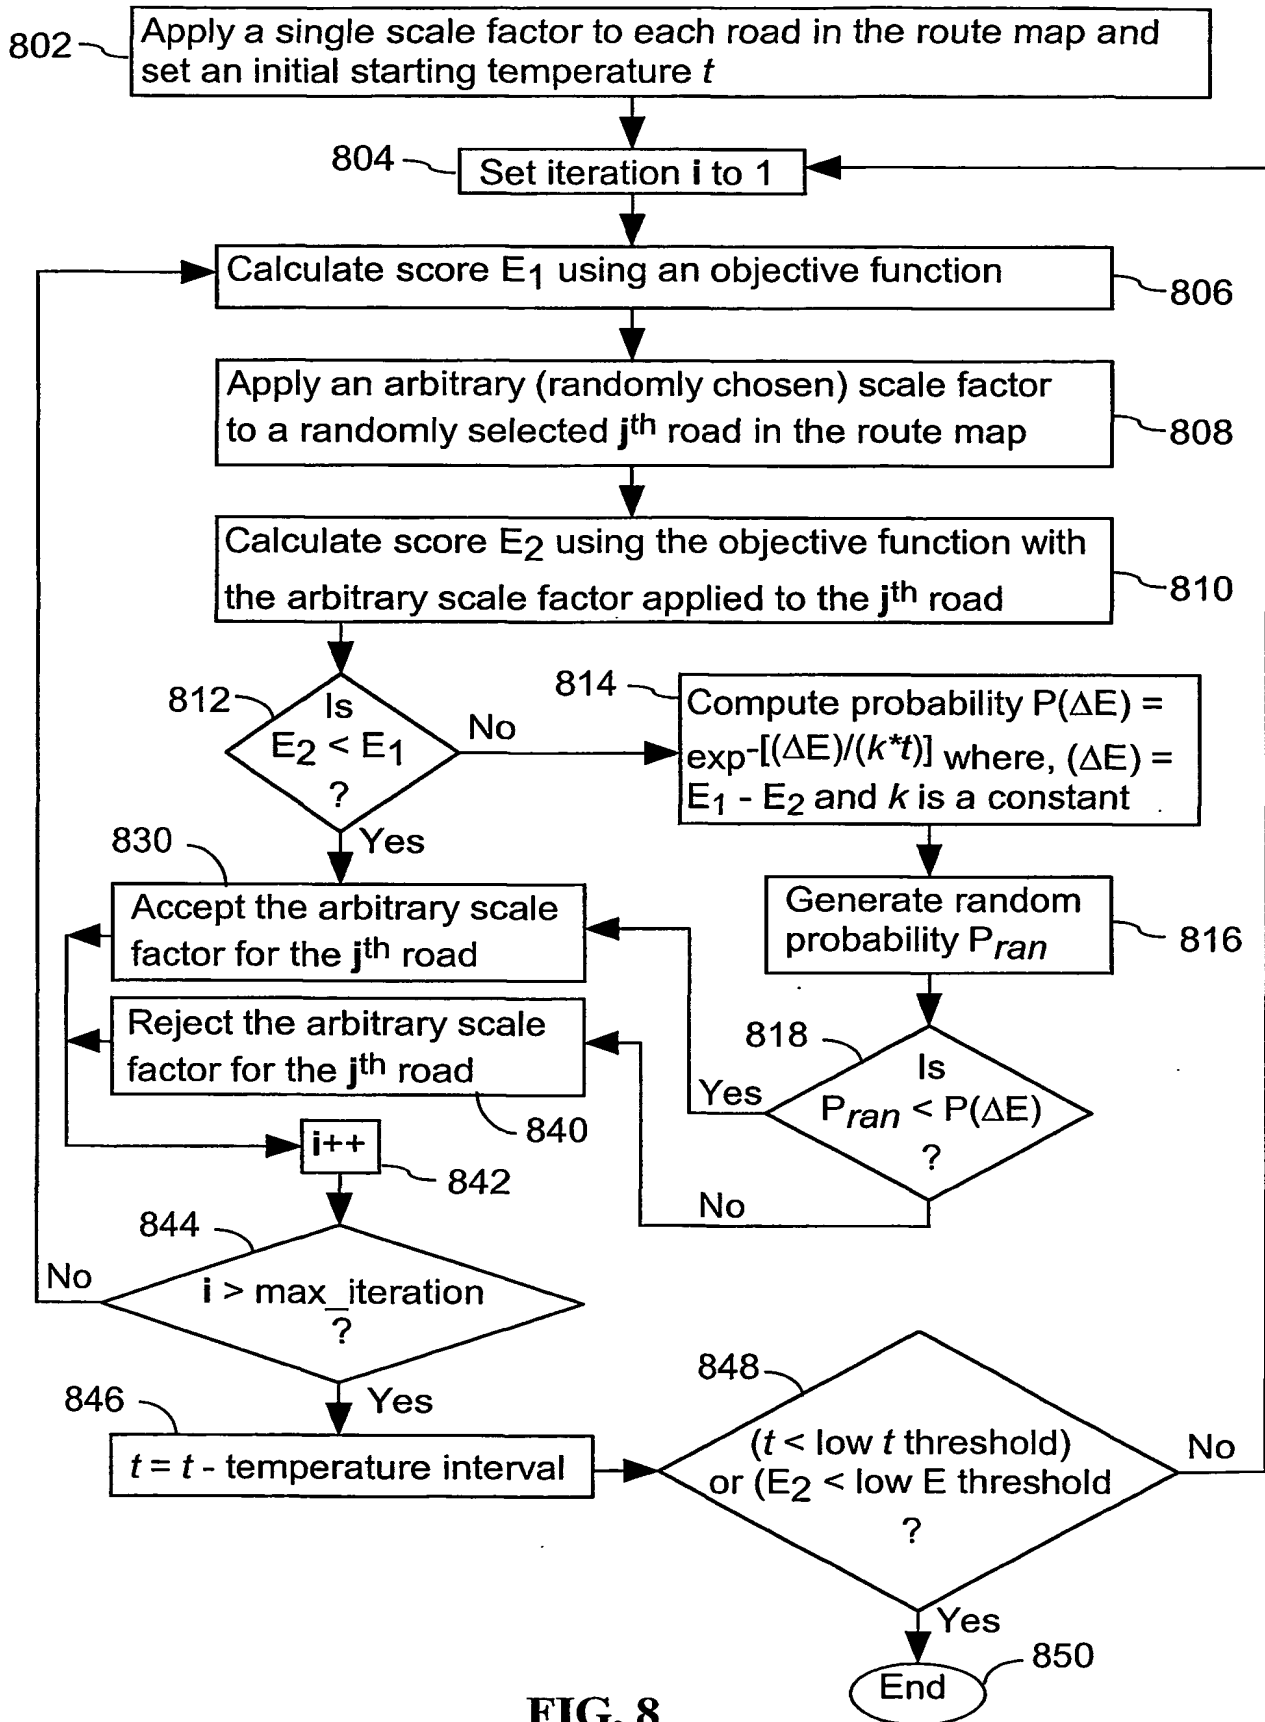 802
Apply a single scale factor to each road in the route map and
set an initial starting temperature t
804
Set iteration i to 1
Calculate score E1 using an objective function
806
Apply an arbitrary (randomly chosen) scale factor
to a randomly selected jth road in the route map
808
Calculate score E2 using the objective function with
the arbitrary scale factor applied to the jth road
810
812
Is
E2 < E1
?
No
Yes
814
Compute probability P(ΔE) =
exp-[(ΔE)/(k*t)] where, (ΔE) =
E1 - E2 and k is a constant
830
Accept the arbitrary scale
factor for the jth road
Generate random
probability Pran
816
Reject the arbitrary scale
factor for the jth road
840
818
Is
Pran < P(ΔE)
?
Yes
No
i++
842
844
i > max_iteration
?
No
Yes
846
t = t - temperature interval
848
(t < low t threshold)
or (E2 < low E threshold
?
No
Yes
End
850
FIG. 8